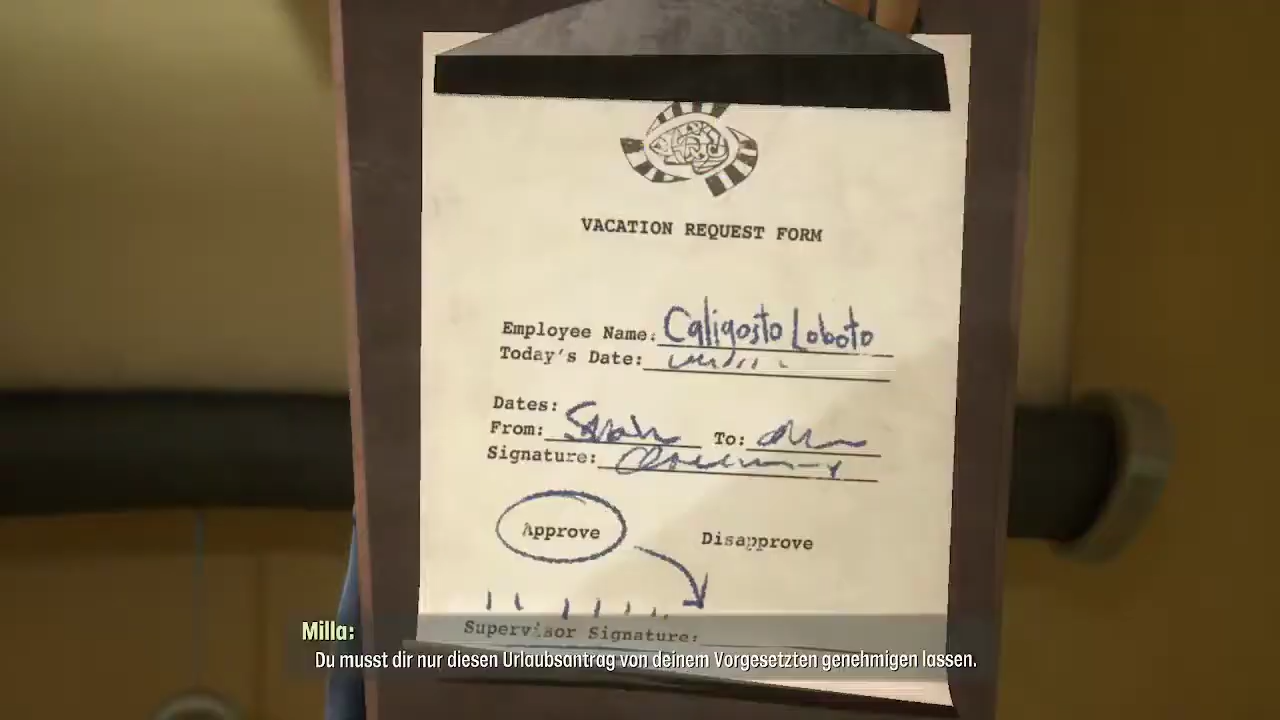 VACATION REQUEST FORM
Employee Name: Caligosto Loboto
Today's Date:
Dates:
From: To:
Signature:
Approve Disapprove
Supervisor Signature:
Milla:
Du musst dir nur diesen Urlaubsantrag von deinem Vorgesetzten genehmigen lassen.